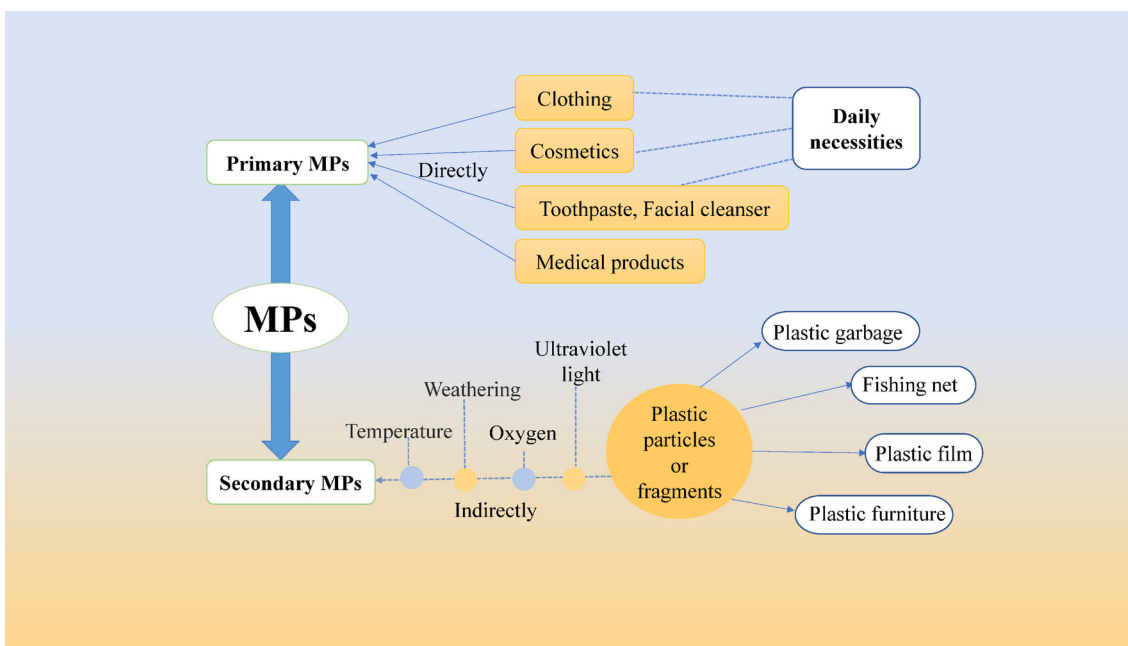 Clothing
Daily
necessities
Cosmetics
Primary MPs
Directly
Toothpaste, Facial cleanser
Medical products
MPs
Plastic garbage
Ultraviolet
light
Weathering
Fishing net
Temperature
Oxygen
Plastic
particles
or
fragments
Plastic film
Secondary MPs
Indirectly
Plastic furniture